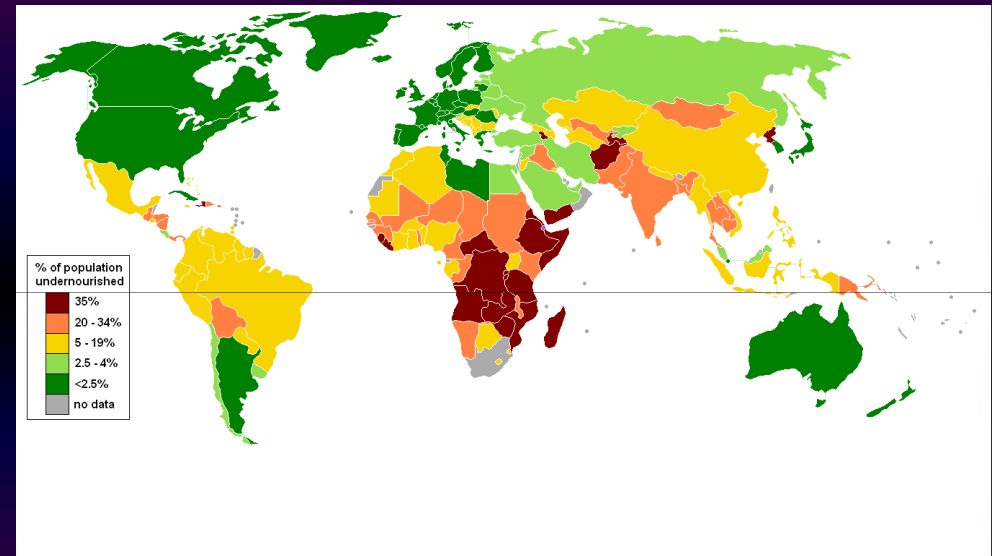 % of population
undernourished
35%
20 - 34%
5 - 19%
2.5 - 4%
<2.5%
no data